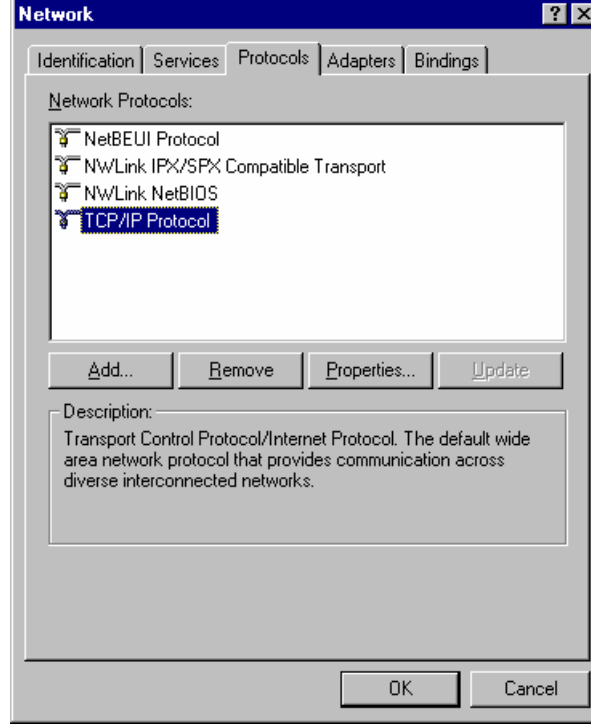 Network
Identification Services Protocols Adapters Bindings
Network Protocols:
NetBEUI Protocol
NWLink IPX/SPX Compatible Transport
NWLink NetBIOS
TCP/IP Protocol
Add... Remove Properties... Update
Description:
Transport Control Protocol/Internet Protocol. The default wide
area network protocol that provides communication across
diverse interconnected networks.
OK Cancel